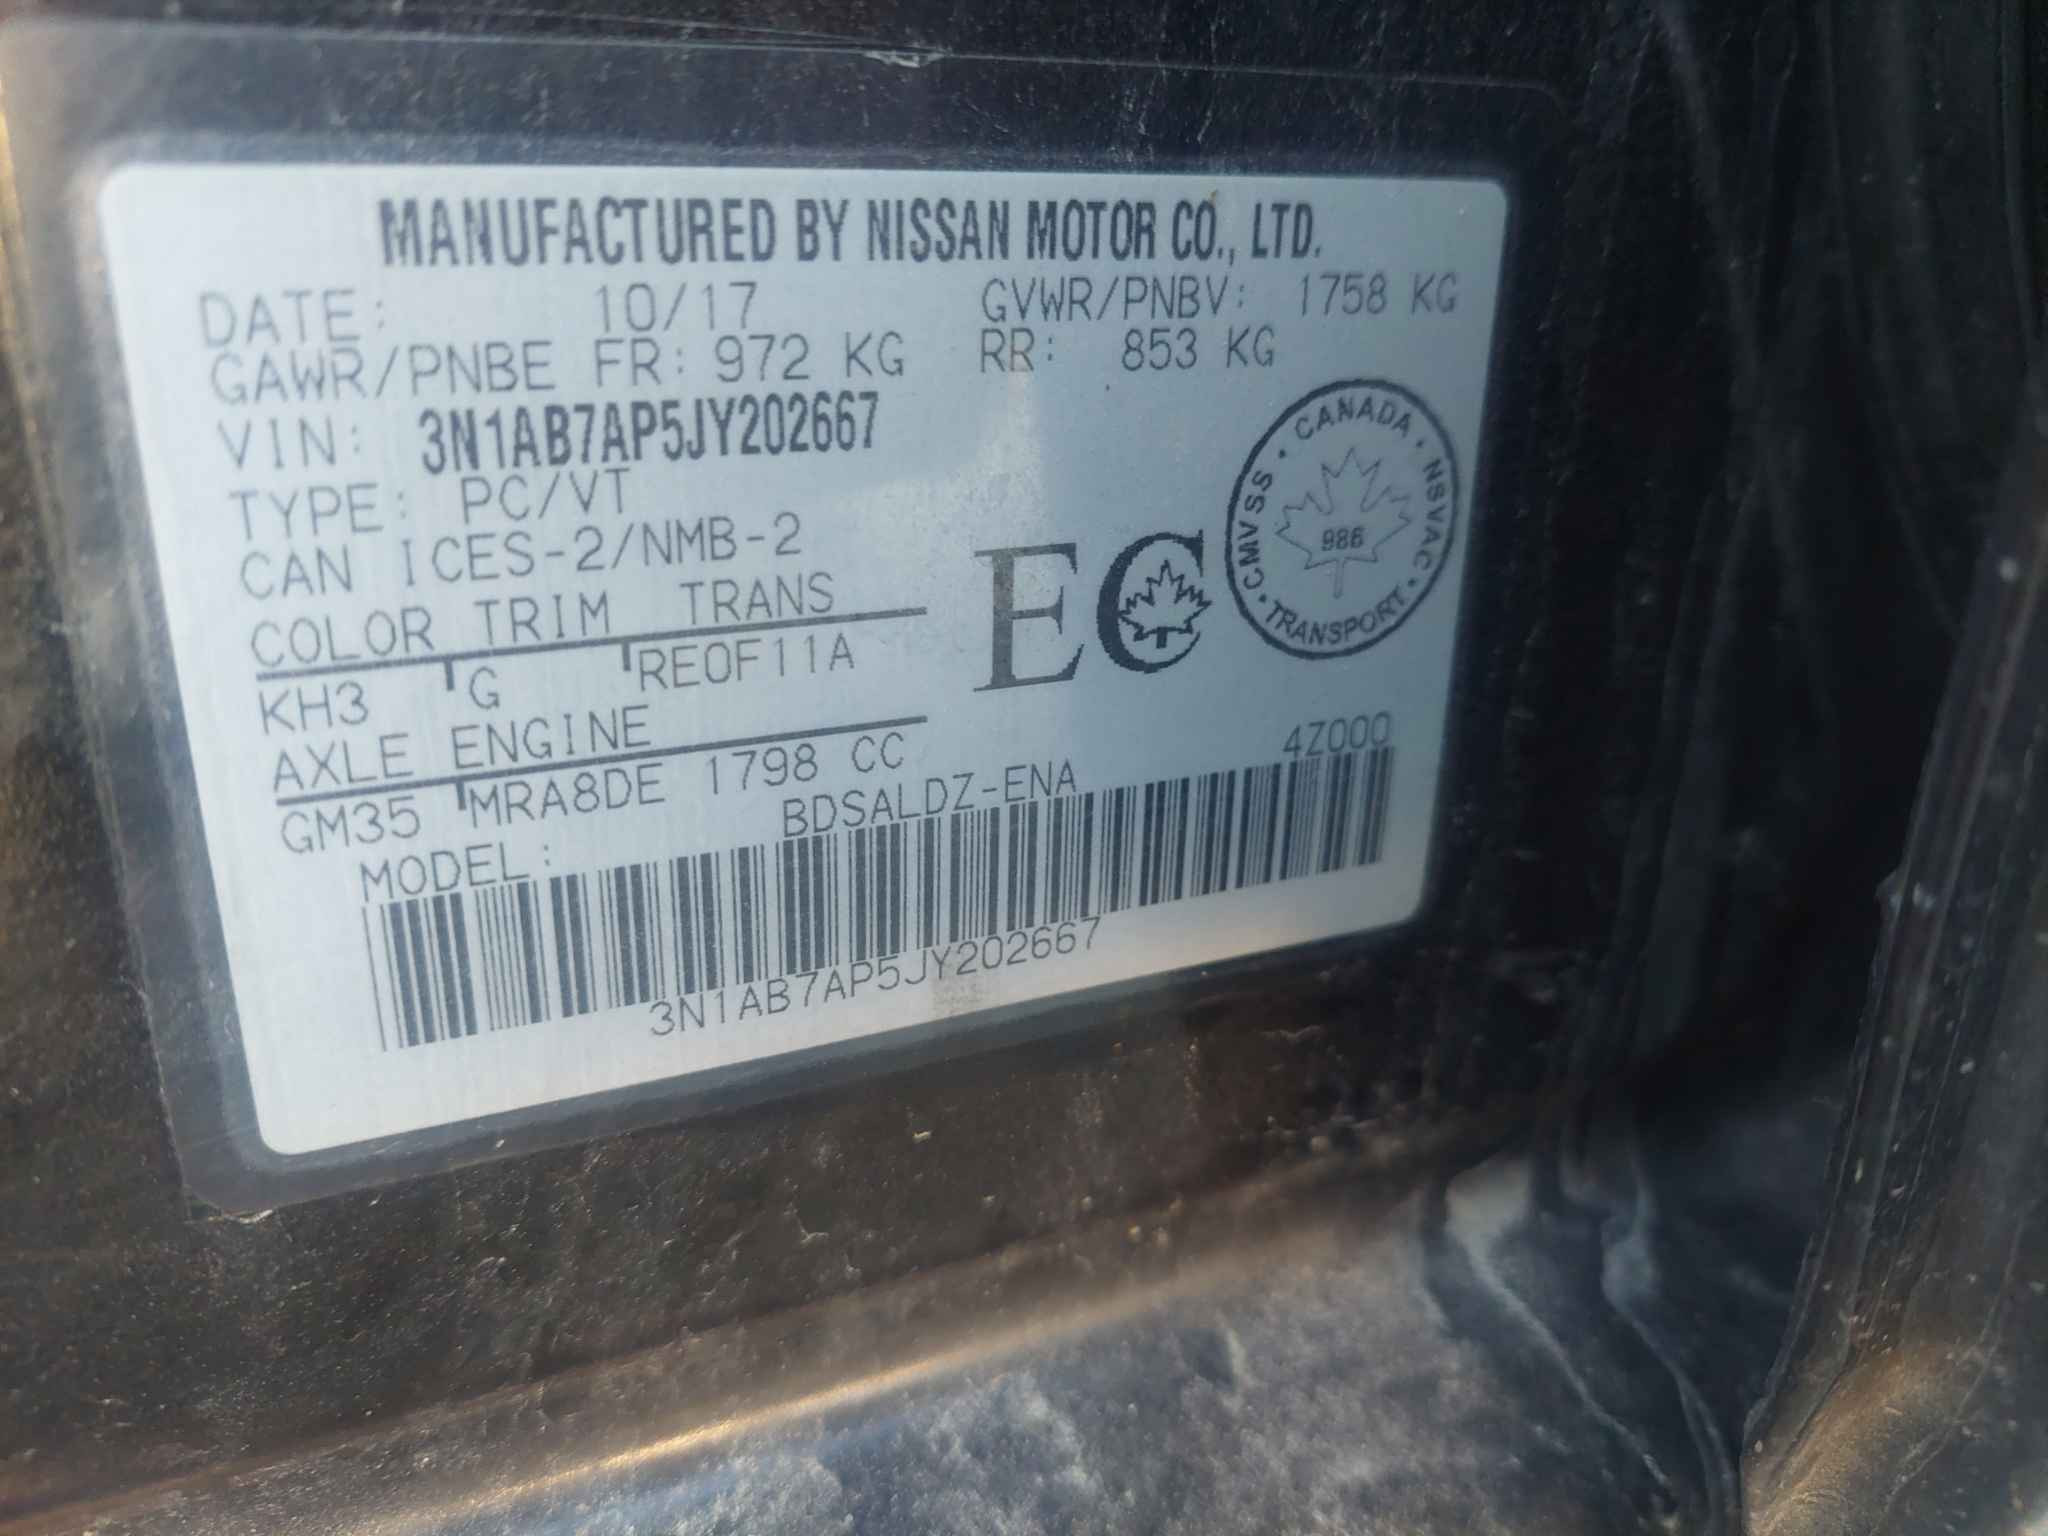 MANUFACTURED BY NISSAN MOTOR CO., LTD.
DATE: 10/17 GVWR/PNBV: 1758 KG
GAWR/PNBE FR: 972 KG RR: 853 KG
VIN: 3N1AB7AP5JY202667
TYPE: PC/VT
CAN ICES-2/NMB-2
COLOR TRIM TRANS
KH3 G RE0F11A
AXLE ENGINE
GM35 MRA8DE 1798 CC
MODEL: BDSALDZ-ENA 4Z000
3N1AB7AP5JY202667
EC
CANADA · NSVAC · TRANSPORT · CMVSS ·
986